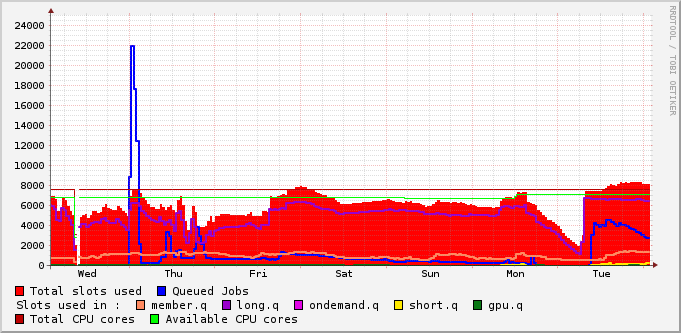 24000
22000
20000
18000
16000
14000
12000
10000
8000
6000
4000
2000
0
Wed Thu Fri Sat Sun Mon Tue
RRDTOOL / TOBI OETIKER
Total slots used Queued Jobs
Slots used in : member.q long.q ondemand.q short.q gpu.q
Total CPU cores Available CPU cores